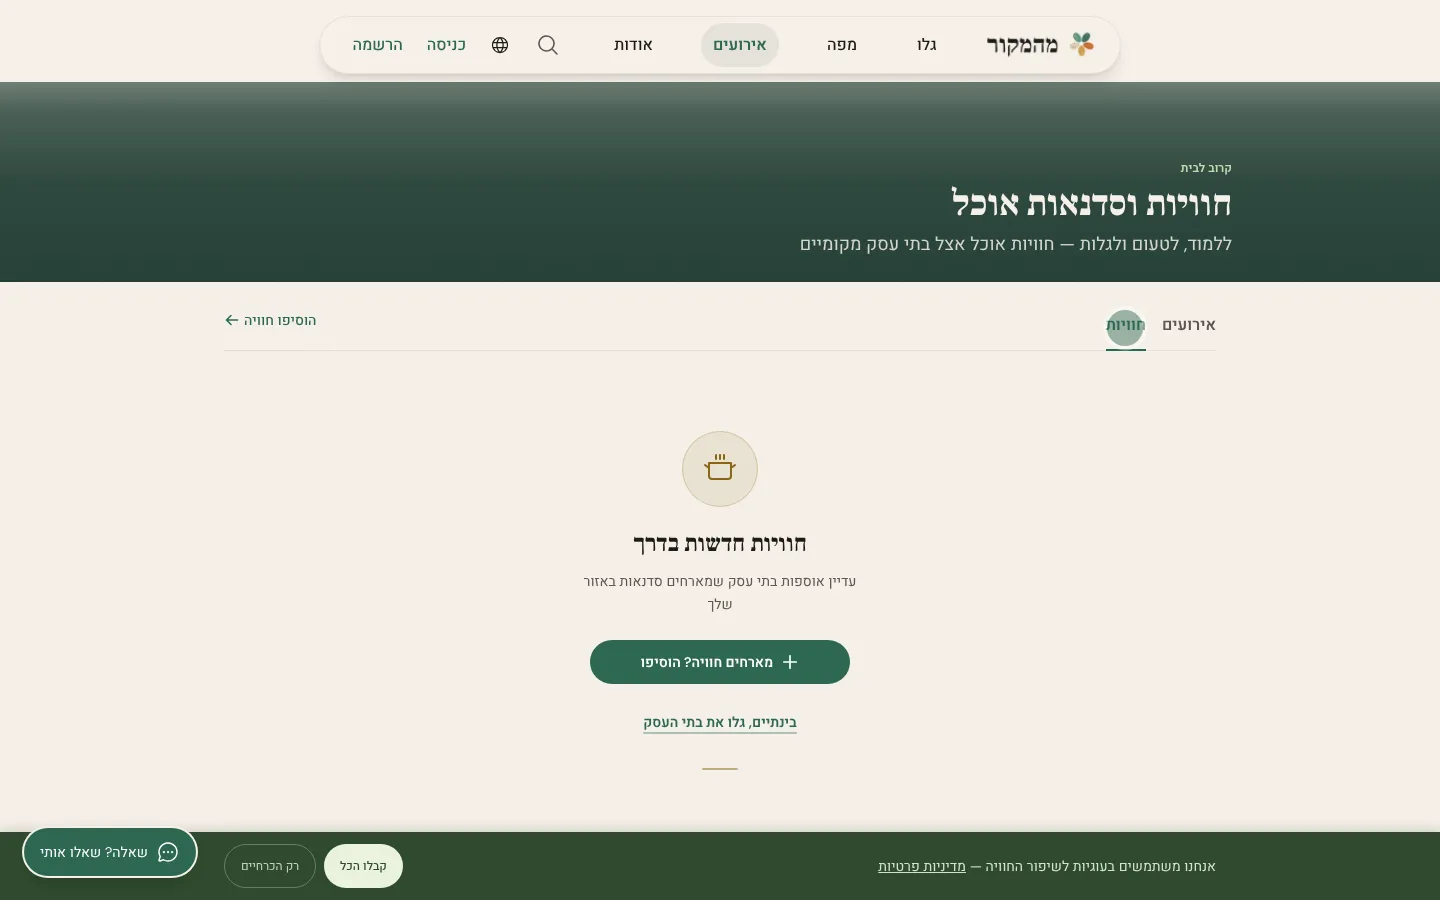 מהמקור
גלו
מפה
אירועים
אודות
כניסה
הרשמה
קרוב לבית
חוויות וסדנאות אוכל
ללמוד, לטעום ולגלות — חוויות אוכל אצל בתי עסק מקומיים
אירועים
חוויות
הוסיפו חוויה ←
חוויות חדשות בדרך
עדיין אוספות בתי עסק שמארחים סדנאות באזור
שלך
מארחים חוויה? הוסיפו
בינתיים, גלו את בתי העסק
אנחנו משתמשים בעוגיות לשיפור החוויה — מדיניות פרטיות
קבלו הכל
רק הכרחיים
שאלה? שאלו אותי